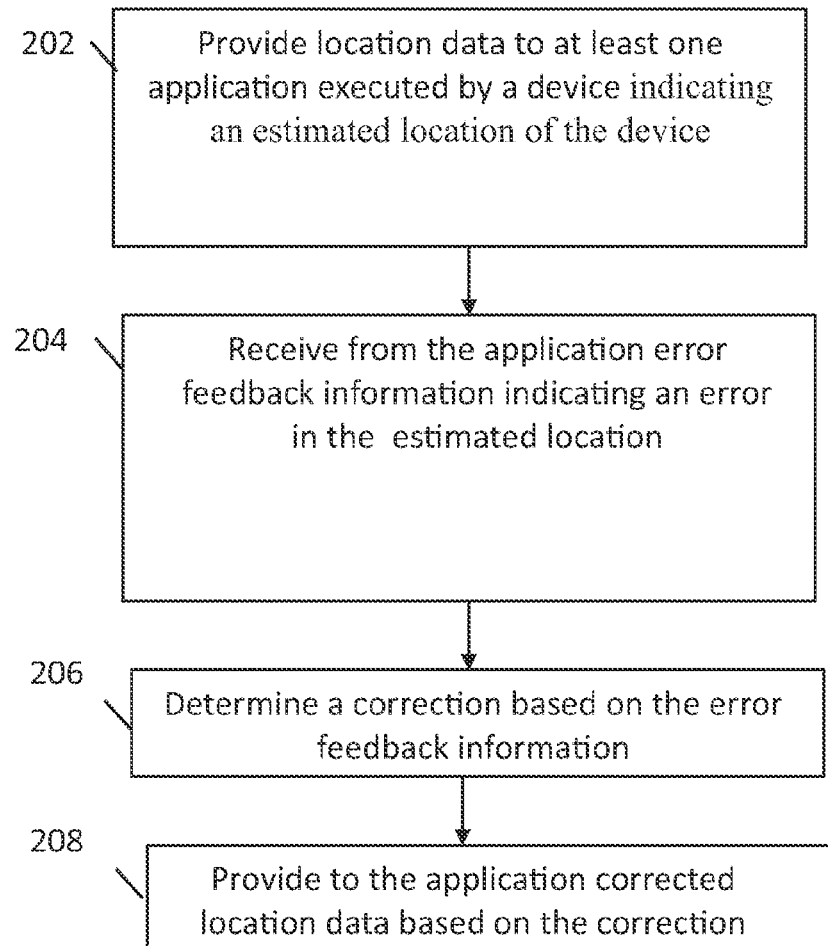 202
Provide location data to at least one
application executed by a device indicating
an estimated location of the device
204
Receive from the application error
feedback information indicating an error
in the estimated location
206
Determine a correction based on the error
feedback information
208
Provide to the application corrected
location data based on the correction